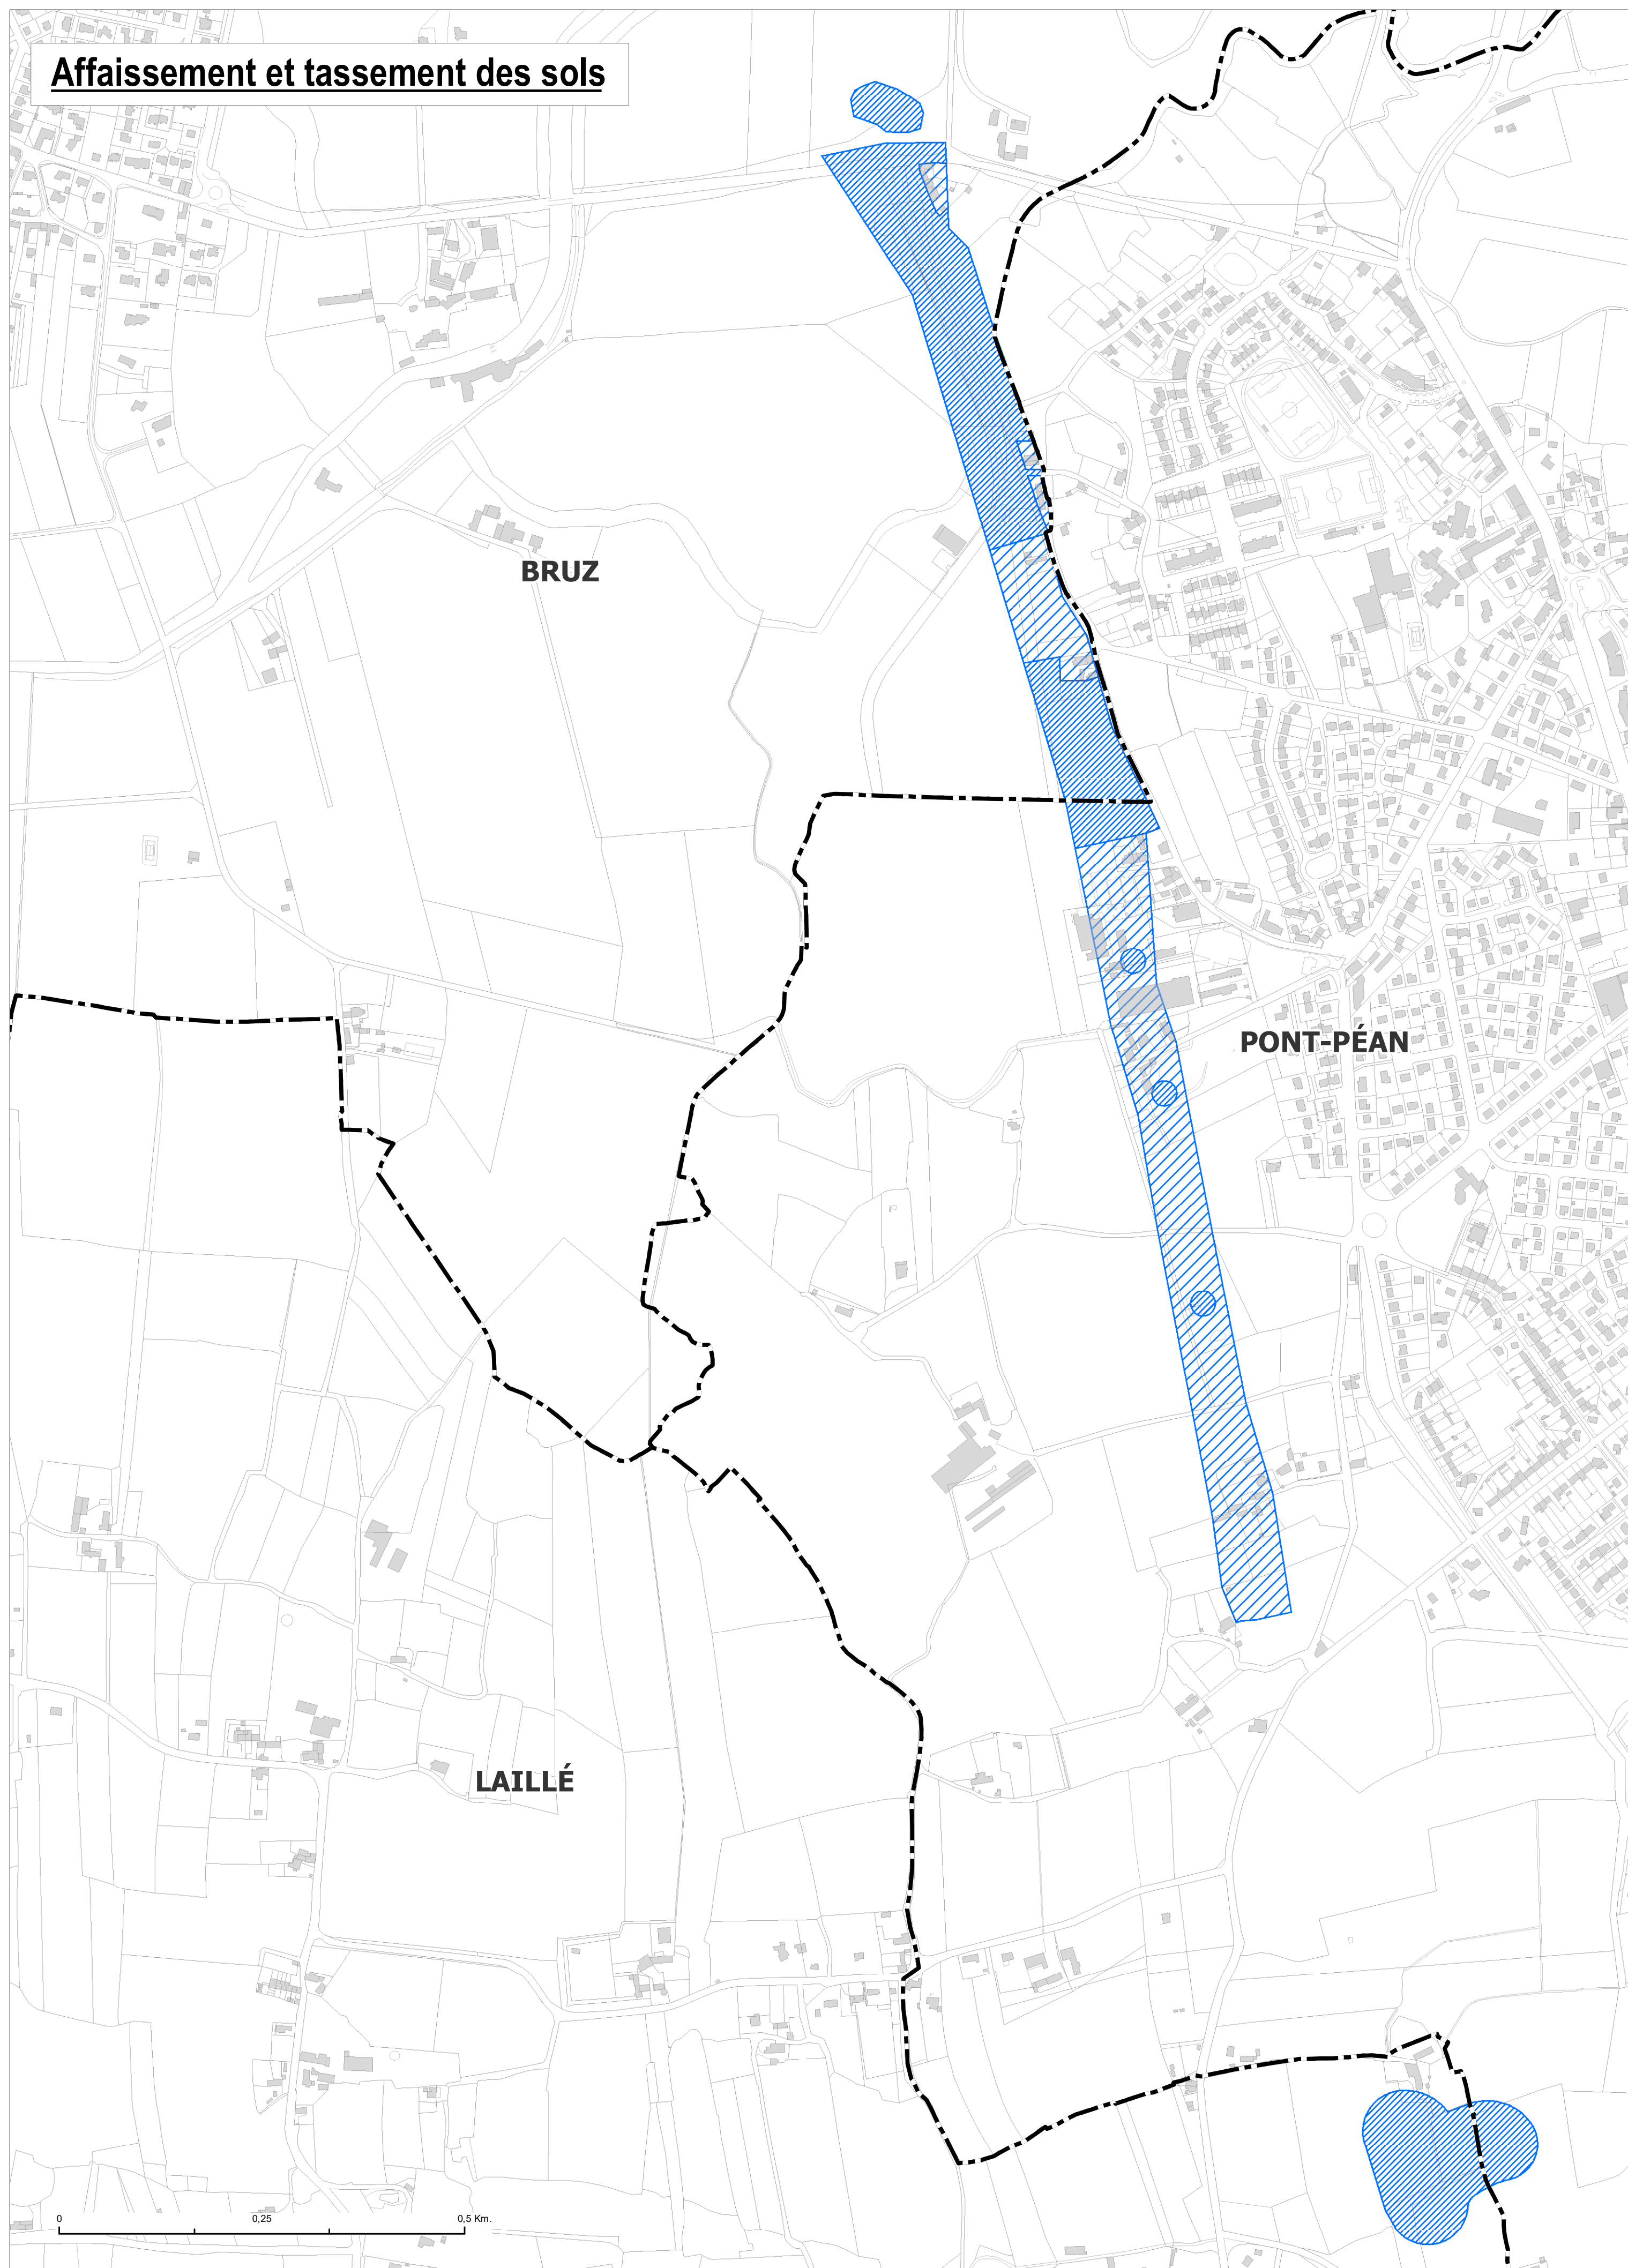 Affaissement et tassement des sols
BRUZ
PONT-PÉAN
LAILLÉ
0 0,25 0,5 Km.